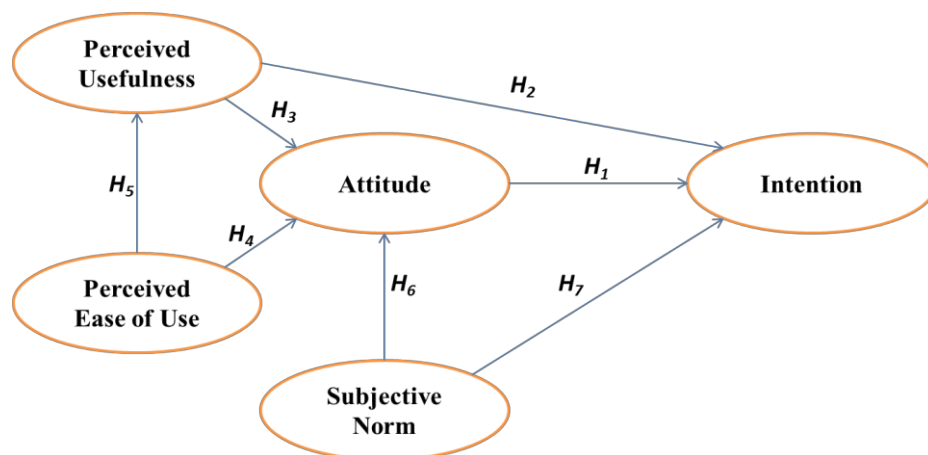 Perceived
Usefulness
H2
H3
Attitude
H1
Intention
H5
H4
Perceived
Ease of Use
H6
H7
Subjective
Norm